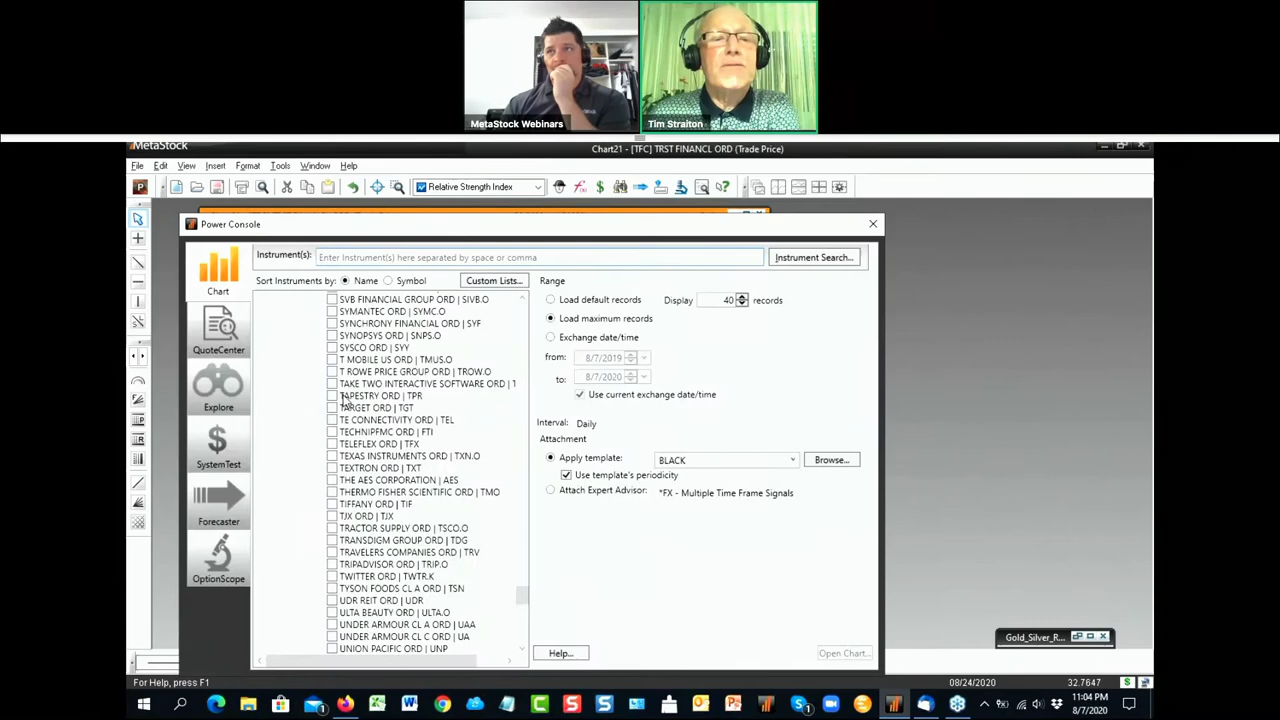 MetaStock Webinars
Tim Straiton
MetaStock
Chart21 - [TFC] TRST FINANCL ORD (Trade Price)
File Edit View Insert Format Tools Window Help
Relative Strength Index
Power Console
Chart
QuoteCenter
Explore
SystemTest
Forecaster
OptionScope
Instrument(s):
Enter Instrument(s) here separated by space or comma
Instrument Search...
Sort Instruments by: Name Symbol
Custom Lists...
SVB FINANCIAL GROUP ORD | SIVB.O
SYMANTEC ORD | SYMC.O
SYNCHRONY FINANCIAL ORD | SYF
SYNOPSYS ORD | SNPS.O
SYSCO ORD | SYY
T MOBILE US ORD | TMUS.O
T ROWE PRICE GROUP ORD | TROW.O
TAKE TWO INTERACTIVE SOFTWARE ORD | T
TAPESTRY ORD | TPR
TARGET ORD | TGT
TE CONNECTIVITY ORD | TEL
TECHNIPFMC ORD | FTI
TELEFLEX ORD | TFX
TEXAS INSTRUMENTS ORD | TXN.O
TEXTRON ORD | TXT
THE AES CORPORATION | AES
THERMO FISHER SCIENTIFIC ORD | TMO
TIFFANY ORD | TIF
TJX ORD | TJX
TRACTOR SUPPLY ORD | TSCO.O
TRANSDIGM GROUP ORD | TDG
TRAVELERS COMPANIES ORD | TRV
TRIPADVISOR ORD | TRIP.O
TWITTER ORD | TWTR.K
TYSON FOODS CL A ORD | TSN
UDR REIT ORD | UDR
ULTA BEAUTY ORD | ULTA.O
UNDER ARMOUR CL A ORD | UAA
UNDER ARMOUR CL C ORD | UA
UNION PACIFIC ORD | UNP
Range
Load default records
Display 40 records
Load maximum records
Exchange date/time
from: 8/7/2019
to: 8/7/2020
Use current exchange date/time
Interval: Daily
Attachment
Apply template: BLACK Browse...
Use template's periodicity
Attach Expert Advisor: *FX - Multiple Time Frame Signals
Help...
Open Chart...
Gold_Silver_R...
For Help, press F1
08/24/2020 32.7647
11:04 PM
8/7/2020